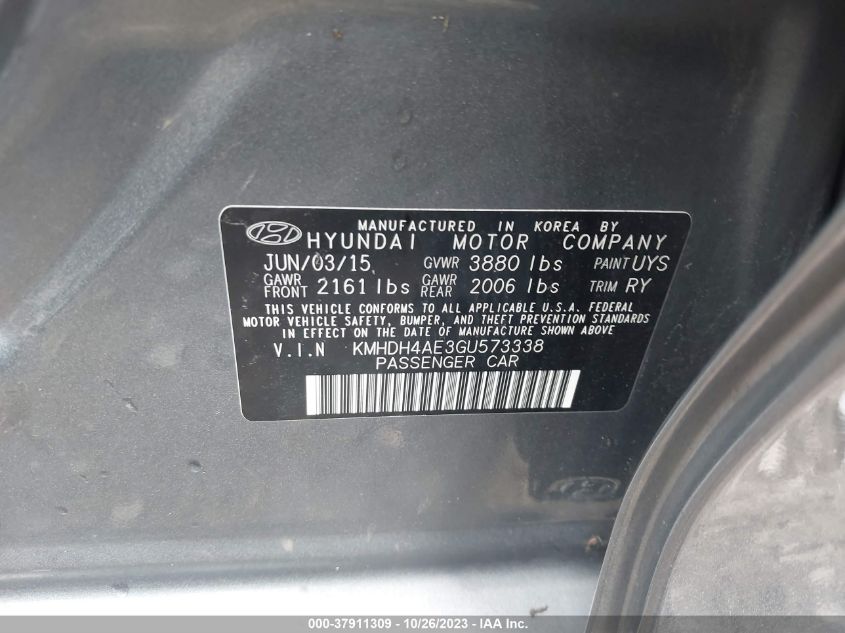 MANUFACTURED IN KOREA BY
HYUNDAI MOTOR COMPANY
JUN/03/15 GVWR 3880 lbs PAINT UYS
GAWR FRONT 2161 lbs GAWR REAR 2006 lbs TRIM RY
THIS VEHICLE CONFORMS TO ALL APPLICABLE U.S.A. FEDERAL
MOTOR VEHICLE SAFETY, BUMPER, AND THEFT PREVENTION STANDARDS
IN EFFECT ON THE DATE OF MANUFACTURE SHOWN ABOVE
V.I.N KMHDH4AE3GU573338
PASSENGER CAR
000-37911309 - 10/26/2023 - IAA Inc.